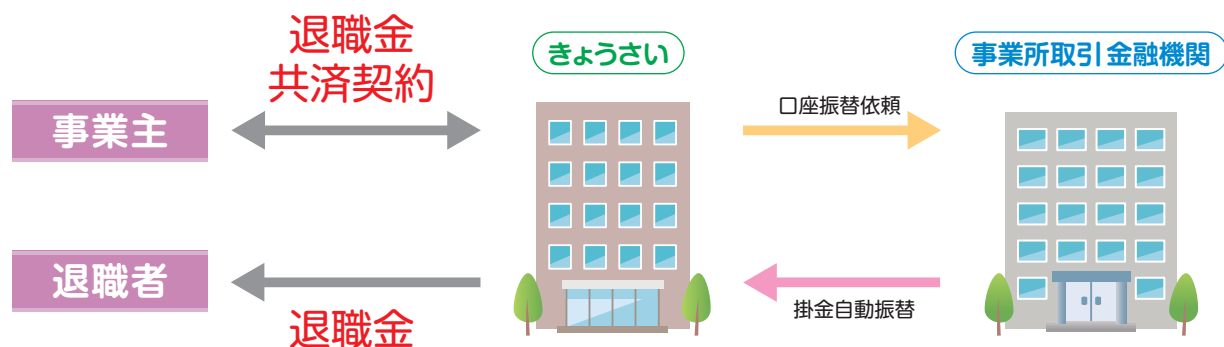 退職金
共済契約
きょうさい
事業所取引金融機関
事業主
口座振替依頼
退職者
退職金
掛金自動振替